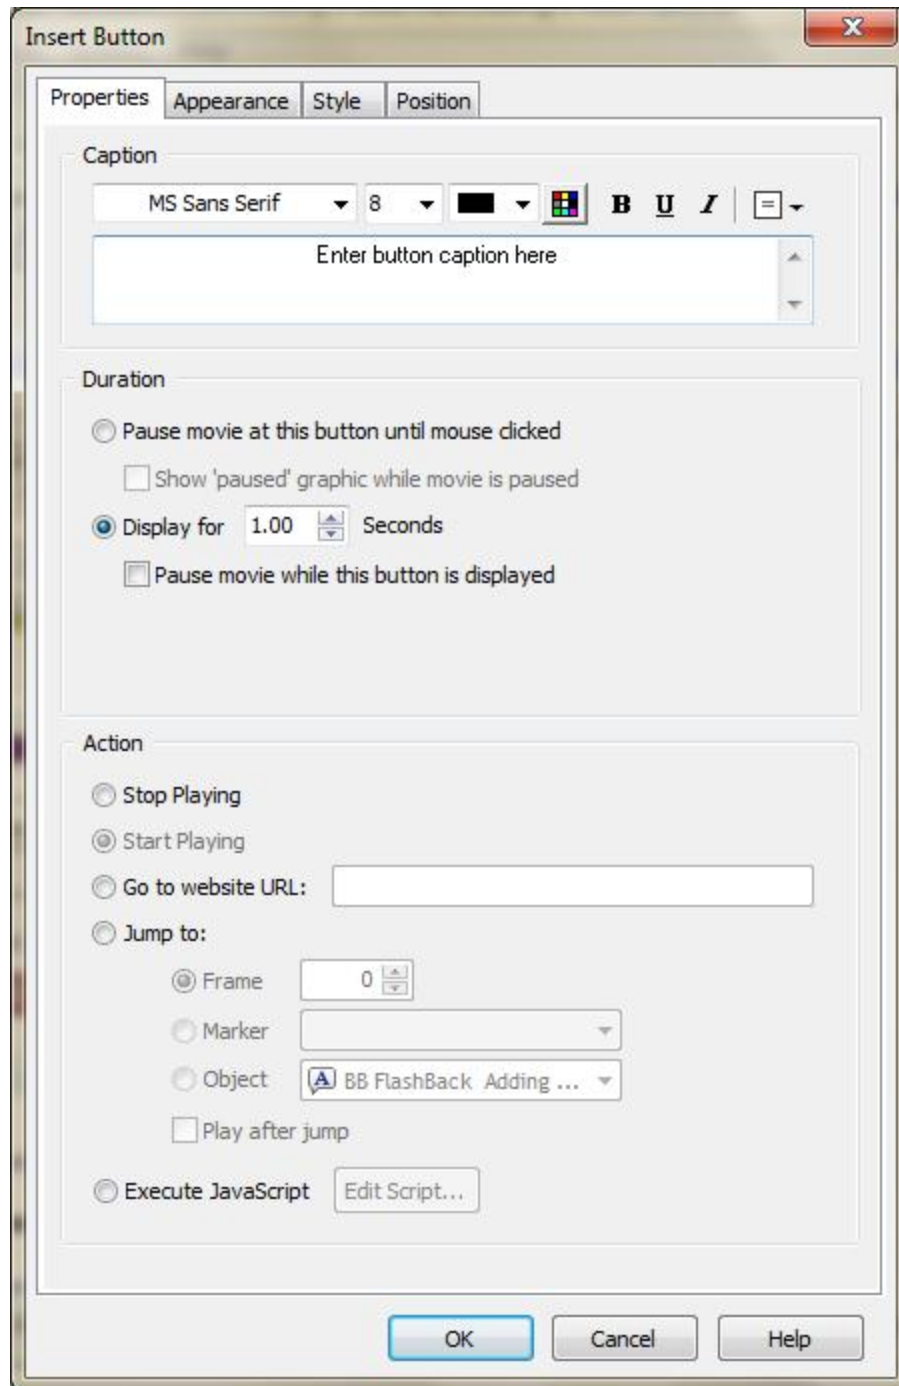 Insert Button
Properties Appearance Style Position
Caption
MS Sans Serif 8 B U I
Enter button caption here
Duration
Pause movie at this button until mouse clicked
Show 'paused' graphic while movie is paused
Display for 1.00 Seconds
Pause movie while this button is displayed
Action
Stop Playing
Start Playing
Go to website URL:
Jump to:
Frame 0
Marker
Object A BB FlashBack Adding ...
Play after jump
Execute JavaScript Edit Script...
OK Cancel Help